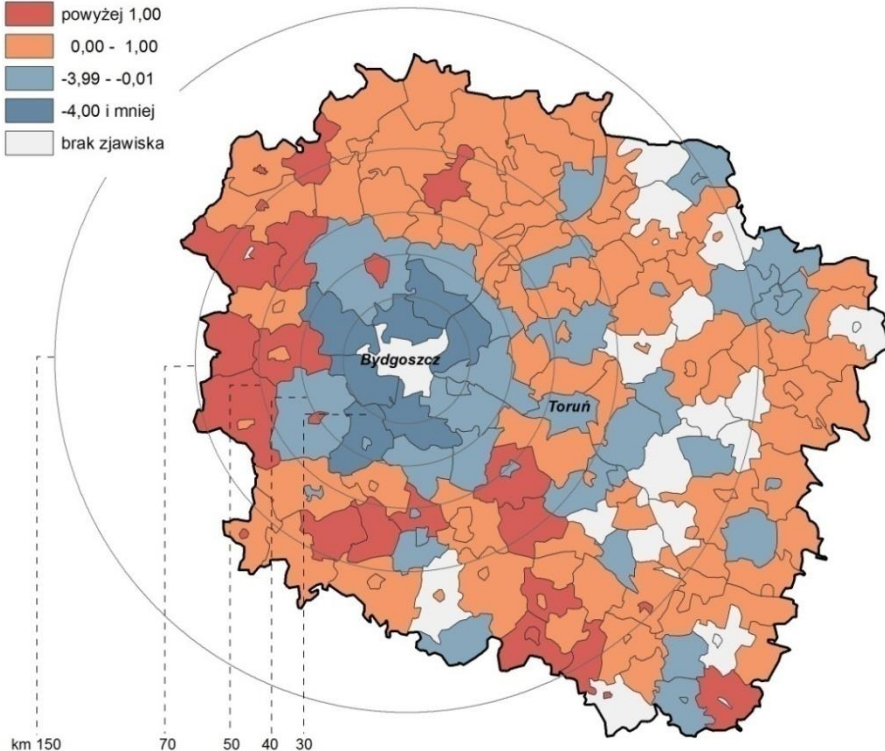 powyżej 1,00
0,00 - 1,00
-3,99 - -0,01
-4,00 i mniej
brak zjawiska
Bydgoszcz
Toruń
km 150 70 50 40 30